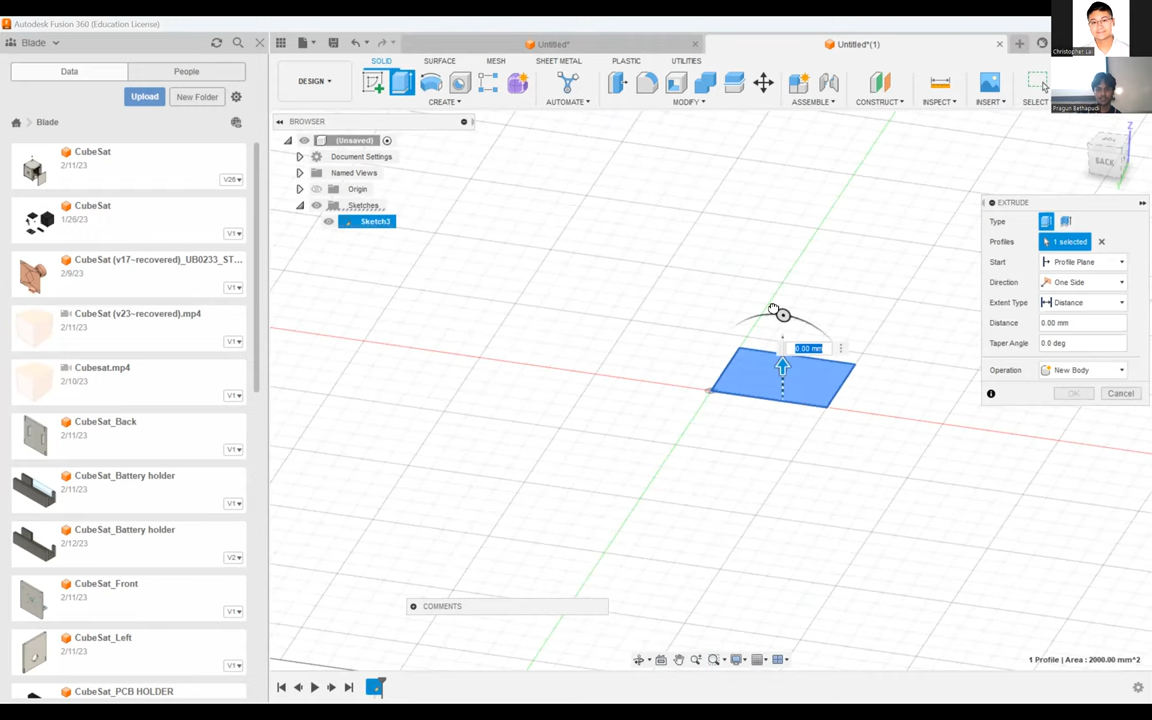 Autodesk Fusion 360 (Education License)
Blade
Untitled*
Untitled*(1)
Data
People
Upload
New Folder
Blade
CubeSat
2/11/23
V26
CubeSat
1/26/23
V1
CubeSat (v17~recovered)_UB0233_ST...
2/9/23
V1
CubeSat (v23~recovered).mp4
2/11/23
V1
Cubesat.mp4
2/10/23
V1
CubeSat_Back
2/11/23
V1
CubeSat_Battery holder
2/11/23
V1
CubeSat_Battery holder
2/12/23
V2
CubeSat_Front
2/11/23
V1
CubeSat_Left
2/11/23
V1
CubeSat_PCB HOLDER
SOLID
SURFACE
MESH
SHEET METAL
PLASTIC
UTILITIES
DESIGN
CREATE
AUTOMATE
MODIFY
ASSEMBLE
CONSTRUCT
INSPECT
INSERT
SELECT
BROWSER
(Unsaved)
Document Settings
Named Views
Origin
Sketches
Sketch3
0.00 mm
Z
BACK
EXTRUDE
Type
Profiles
1 selected
Start
Profile Plane
Direction
One Side
Extent Type
Distance
Distance
0.00 mm
Taper Angle
0.0 deg
Operation
New Body
OK
Cancel
COMMENTS
1 Profile | Area : 2000.00 mm^2
Pragun Bethapudi